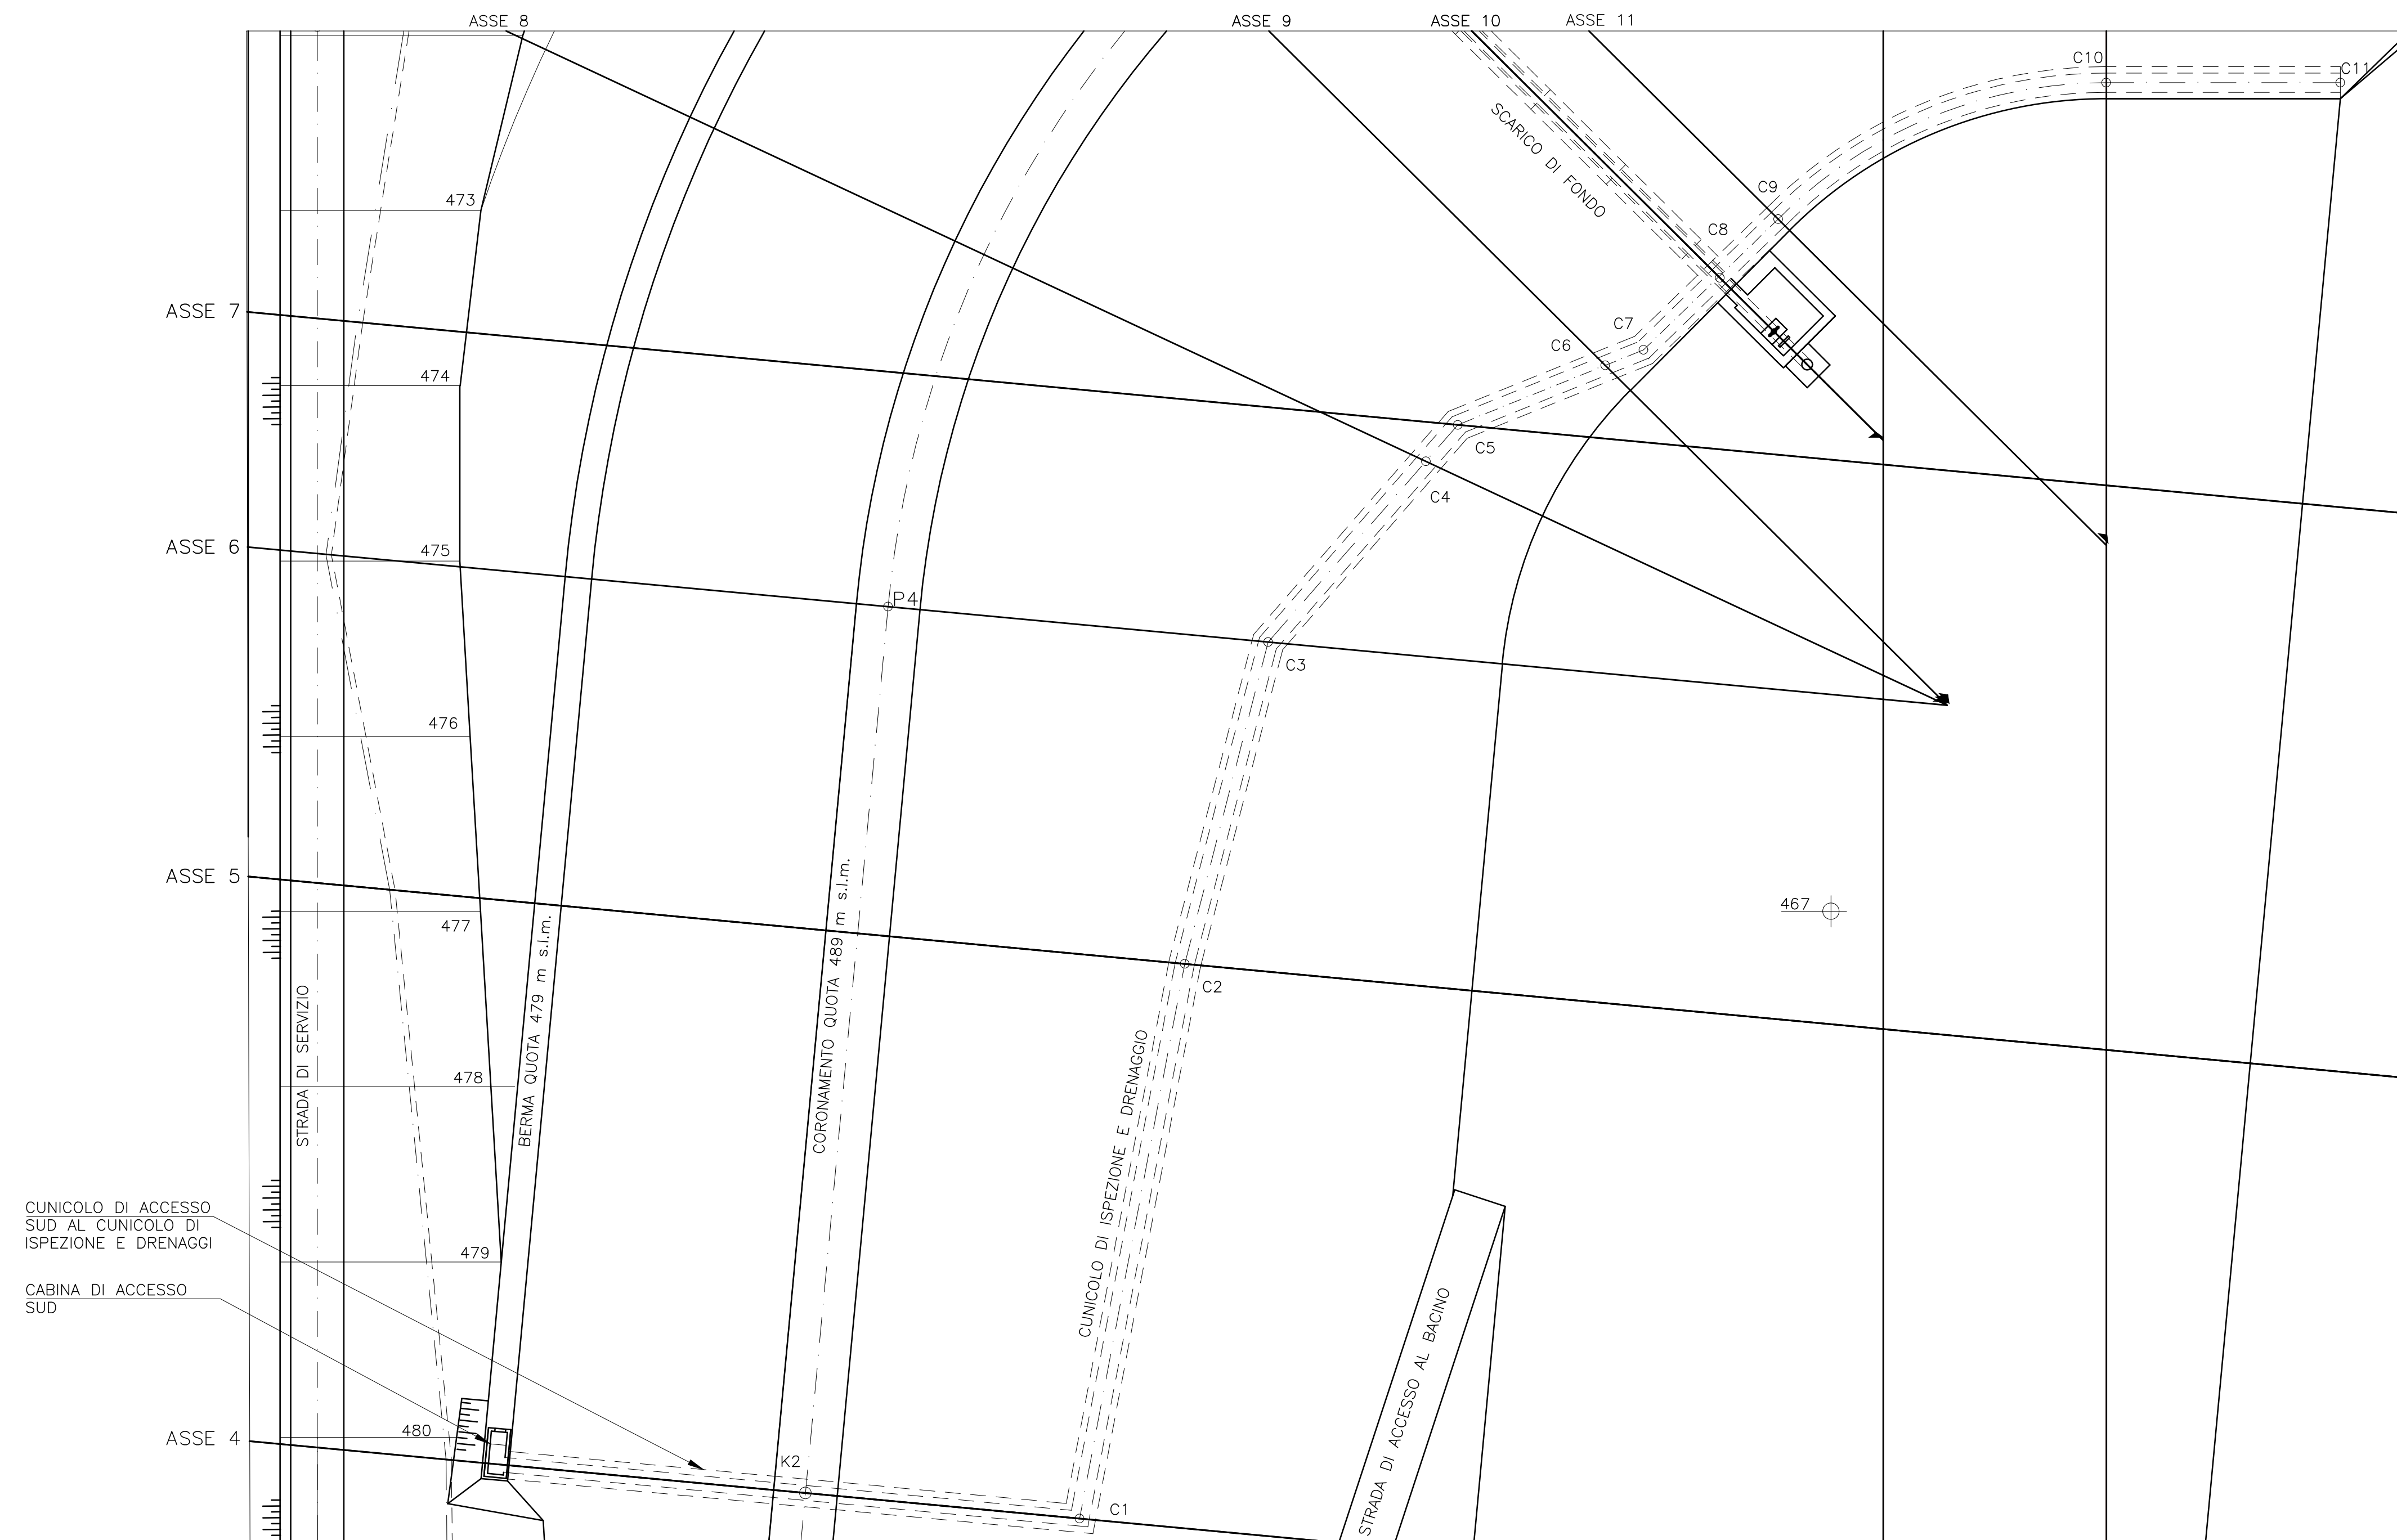 ASSE 8
ASSE 9
ASSE 10
ASSE 11
C10
C11
SCARICO DI FONDO
C9
473
C8
ASSE 7
C7
C6
474
C5
C4
ASSE 6
475
P4
C3
476
ASSE 5
467
477
C2
STRADA DI SERVIZIO
BERMA QUOTA 479 m s.l.m.
CORONAMENTO QUOTA 489 m s.l.m.
CUNICOLO DI ISPEZIONE E DRENAGGIO
478
CUNICOLO DI ACCESSO
SUD AL CUNICOLO DI
ISPEZIONE E DRENAGGI
479
CABINA DI ACCESSO
SUD
STRADA DI ACCESSO AL BACINO
480
ASSE 4
K2
C1